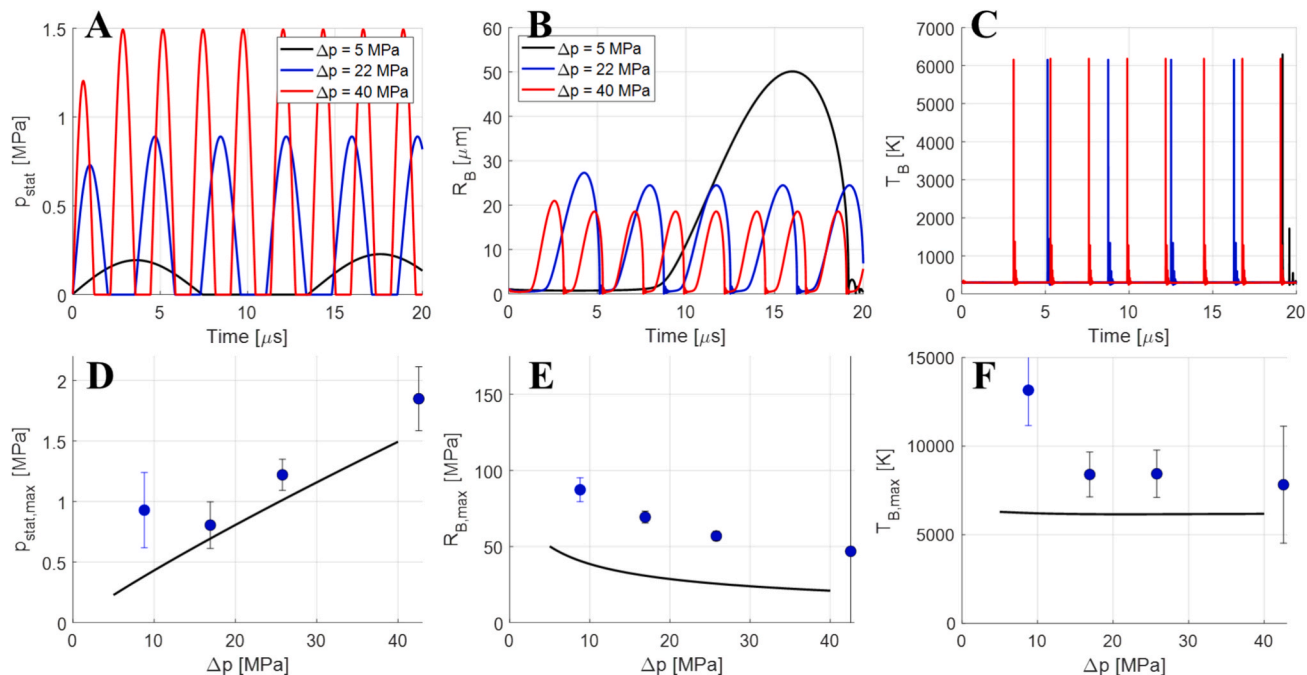 A
p_stat [MPa]
1.5
1
0.5
0
Δp = 5 MPa
Δp = 22 MPa
Δp = 40 MPa
0 5 10 15 20
Time [μs]
B
R_B [μm]
60
50
40
30
20
10
0
Δp = 5 MPa
Δp = 22 MPa
Δp = 40 MPa
0 5 10 15 20
Time [μs]
C
T_B [K]
7000
6000
5000
4000
3000
2000
1000
0
0 5 10 15 20
Time [μs]
D
p_stat,max [MPa]
2
1.5
1
0.5
0
0 10 20 30 40
Δp [MPa]
E
R_B,max [MPa]
150
100
50
0
0 10 20 30 40
Δp [MPa]
F
T_B,max [K]
15000
10000
5000
0
0 10 20 30 40
Δp [MPa]